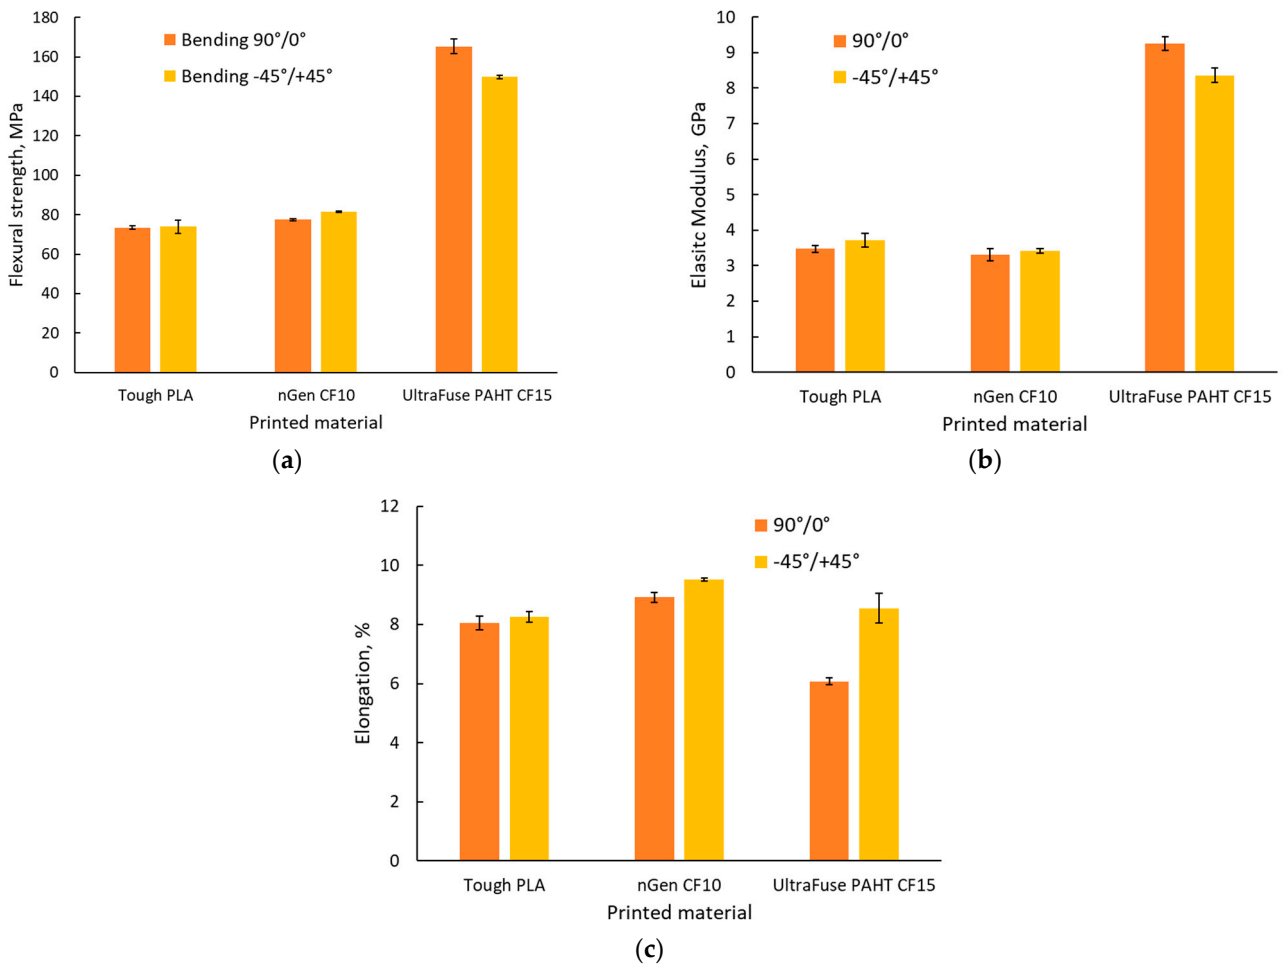 180
160
140
120
100
80
60
40
20
0
Flexural strength, MPa
Bending 90°/0°
Bending -45°/+45°
Tough PLA
nGen CF10
UltraFuse PAHT CF15
Printed material
(a)
10
9
8
7
6
5
4
3
2
1
0
Elasitc Modulus, GPa
90°/0°
-45°/+45°
Tough PLA
nGen CF10
UltraFuse PAHT CF15
Printed material
(b)
12
10
8
6
4
2
0
Elongation, %
90°/0°
-45°/+45°
Tough PLA
nGen CF10
UltraFuse PAHT CF15
Printed material
(c)